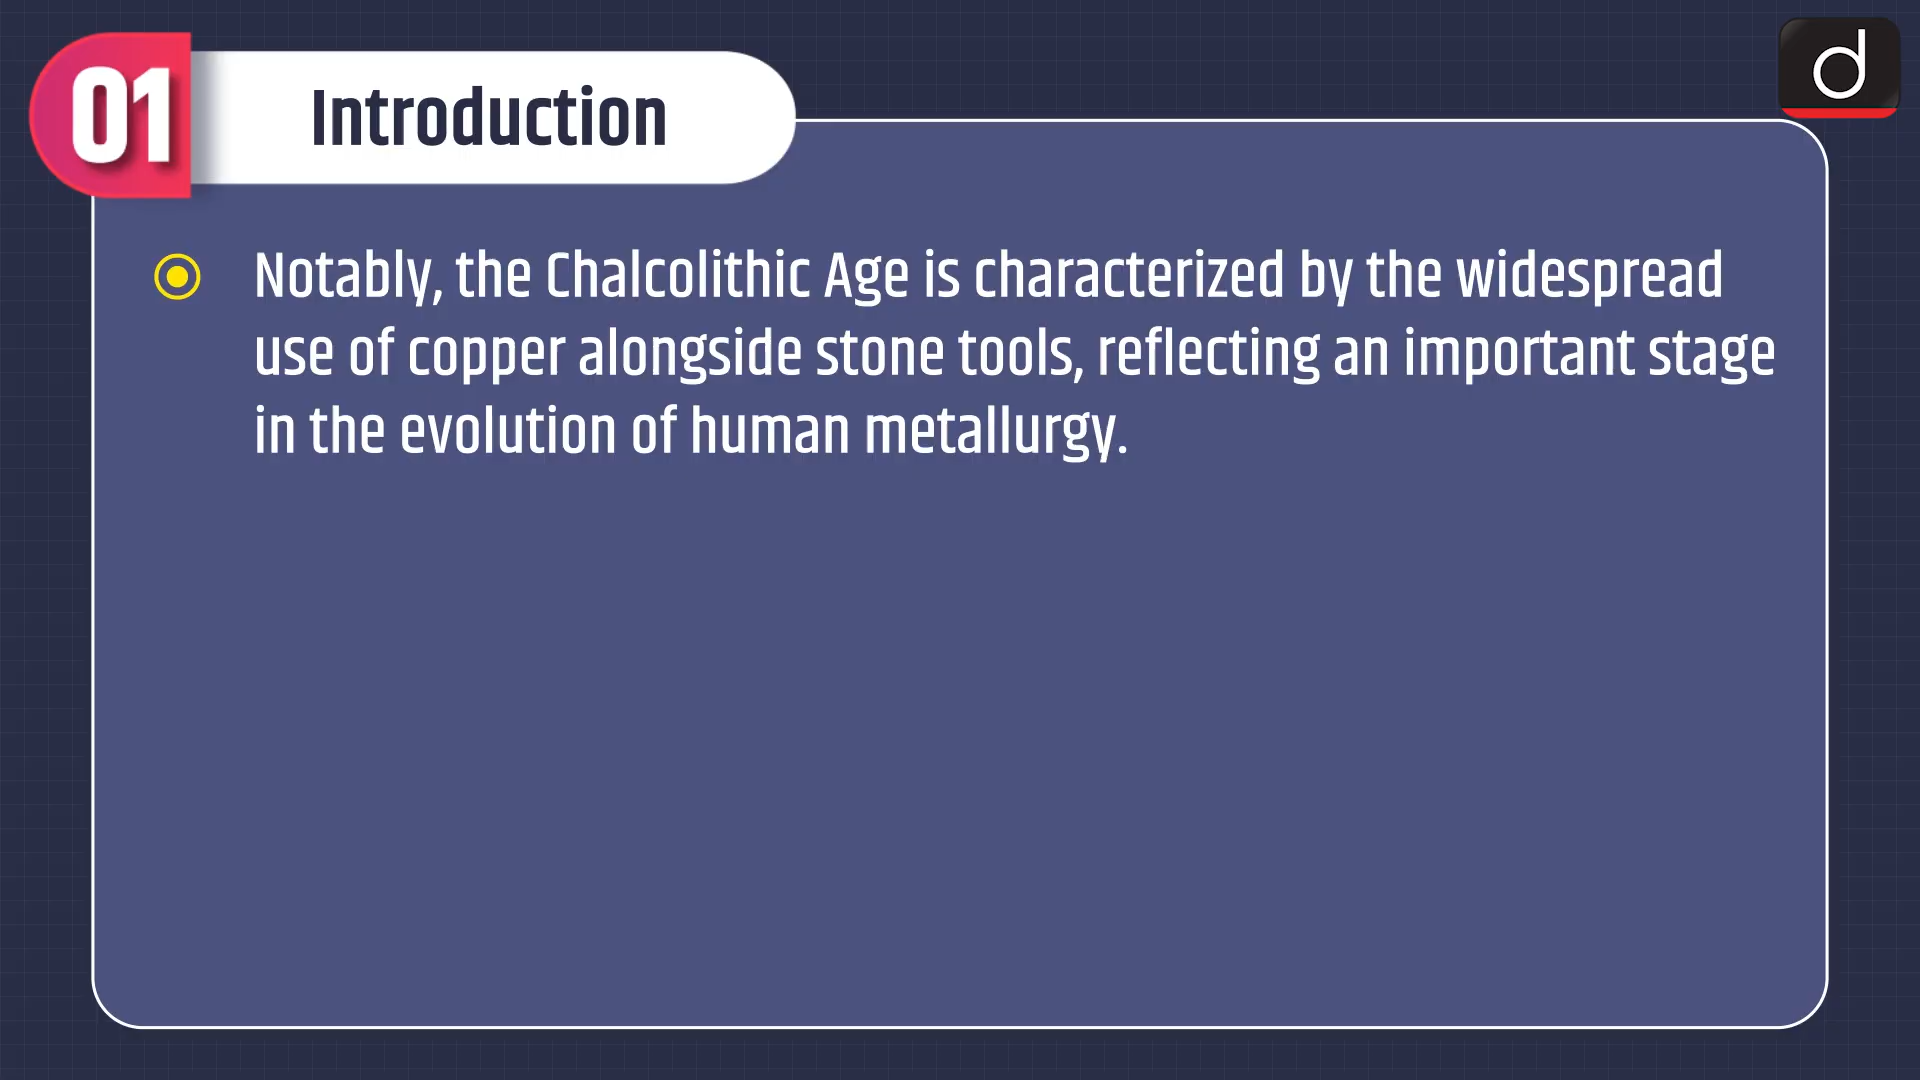 01
Introduction
d
Notably, the Chalcolithic Age is characterized by the widespread
use of copper alongside stone tools, reflecting an important stage
in the evolution of human metallurgy.